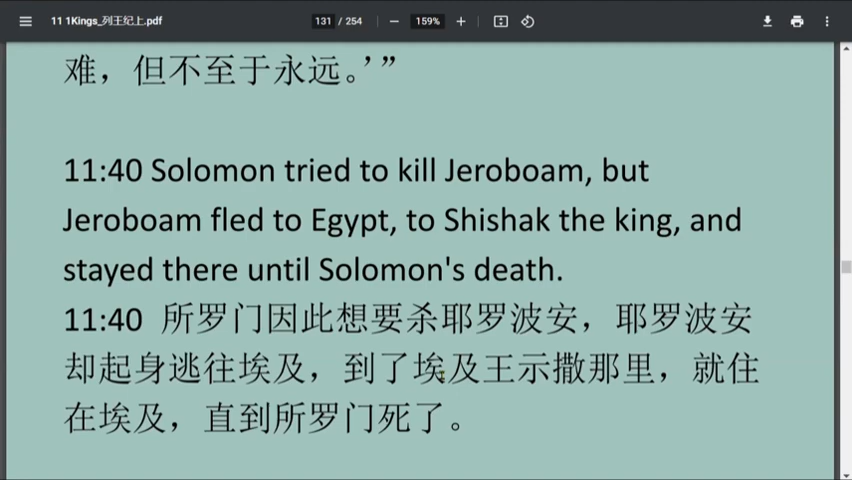 11 1Kings_列王纪上.pdf
131 / 254
159%
难，但不至于永远。’”
11:40 Solomon tried to kill Jeroboam, but
Jeroboam fled to Egypt, to Shishak the king, and
stayed there until Solomon's death.
11:40 所罗门因此想要杀耶罗波安，耶罗波安
却起身逃往埃及，到了埃及王示撒那里，就住
在埃及，直到所罗门死了。